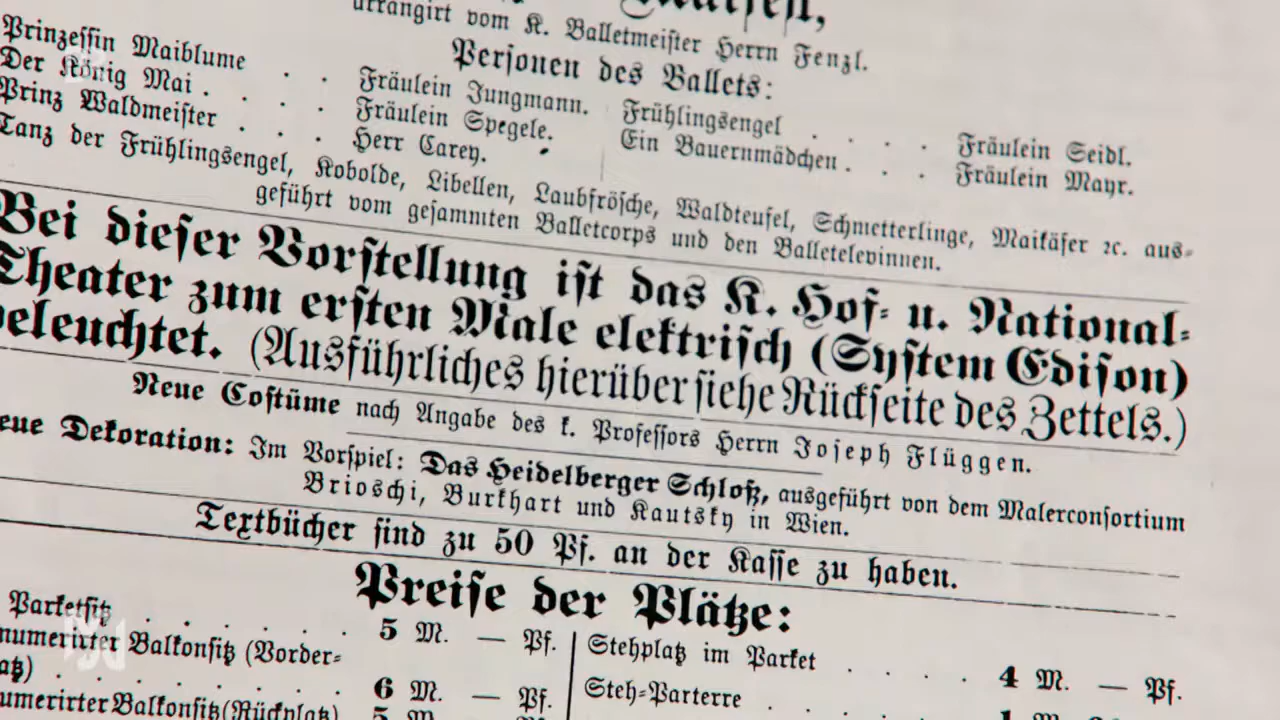 arrangirt vom K. Balletmeister Herrn Fenzl.
Personen des Ballets:
Prinzessin Maiblume . . . Fräulein Jungmann.
Der König Mai . . . . Fräulein Spegele.
Prinz Waldmeister . . . Herr Carey.
Frühlingsengel . . . . Fräulein Seidl.
Ein Bauernmädchen . . . Fräulein Mayr.
Tanz der Frühlingsengel, Kobolde, Libellen, Laubfrösche, Waldteufel, Schmetterlinge, Maikäfer ꝛc. aus-
geführt vom gesammten Balletcorps und den Balletelevinnen.
Bei dieser Vorstellung ist das K. Hof- u. National-
Theater zum ersten Male elektrisch (System Edison)
beleuchtet. (Ausführliches hierüber siehe Rückseite des Zettels.)
Neue Costüme nach Angabe des k. Professors Herrn Joseph Flüggen.
eue Dekoration: Im Vorspiel: Das Heidelberger Schloß, ausgeführt von dem Malerconsortium
Brioschi, Burkhart und Kautsky in Wien.
Textbücher sind zu 50 Pf. an der Kasse zu haben.
Preise der Plätze:
Parketsitz . . . . . . 5 M. — Pf.
numerirter Balkonsitz (Vorder-
atz) . . . . . . . . 6 M. — Pf.
umerirter Balkonsitz (Rückplatz) 5 M.
Stehplatz im Parket . . . . 4 M. — Pf.
Steh-Parterre . . . . . 1 M.